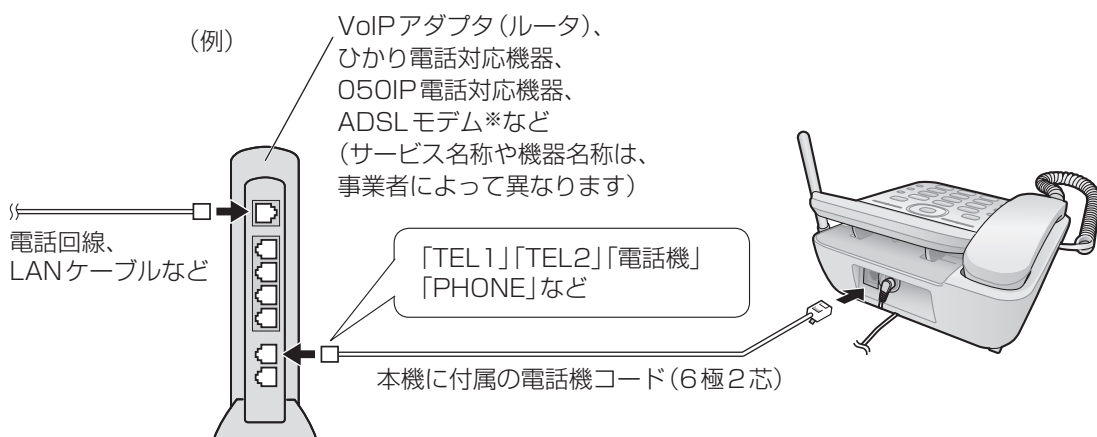 （例）
VoIPアダプタ（ルータ）、
ひかり電話対応機器、
050IP電話対応機器、
ADSLモデム※など
（サービス名称や機器名称は、
事業者によって異なります）
電話回線、
LANケーブルなど
「TEL1」「TEL2」「電話機」
「PHONE」など
本機に付属の電話機コード（6極2芯）